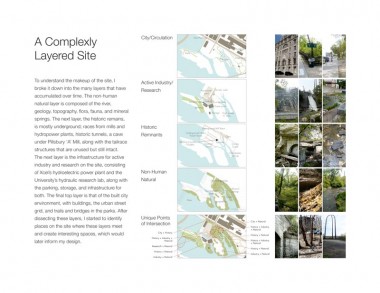 A Complexly
Layered Site
To understand the makeup of the site, I
broke it down into the many layers that have
accumulated over time. The non-human
natural layer is composed of the river,
geology, topography, flora, fauna, and mineral
springs. The next layer, the historic remains,
is mostly underground: races from mills and
hydropower plants, historic tunnels, a cave
under Pillsbury 'A' Mill, along with the tailrace
structures that are unused but still intact.
The next layer is the infrastructure for active
industry and research on the site, consisting
of Xcel's hydroelectric power plant and the
University's hydraulic research lab, along with
the parking, storage, and infrastructure for
both. The final top layer is that of the built city
environment, with buildings, the urban street
grid, and trails and bridges in the parks. After
dissecting these layers, I started to identify
places on the site where these layers meet
and create interesting spaces, which would
later inform my design.
City/Circulation
Active Industry/
Research
Historic
Remnants
Non-Human
Natural
Unique Points
of Intersection